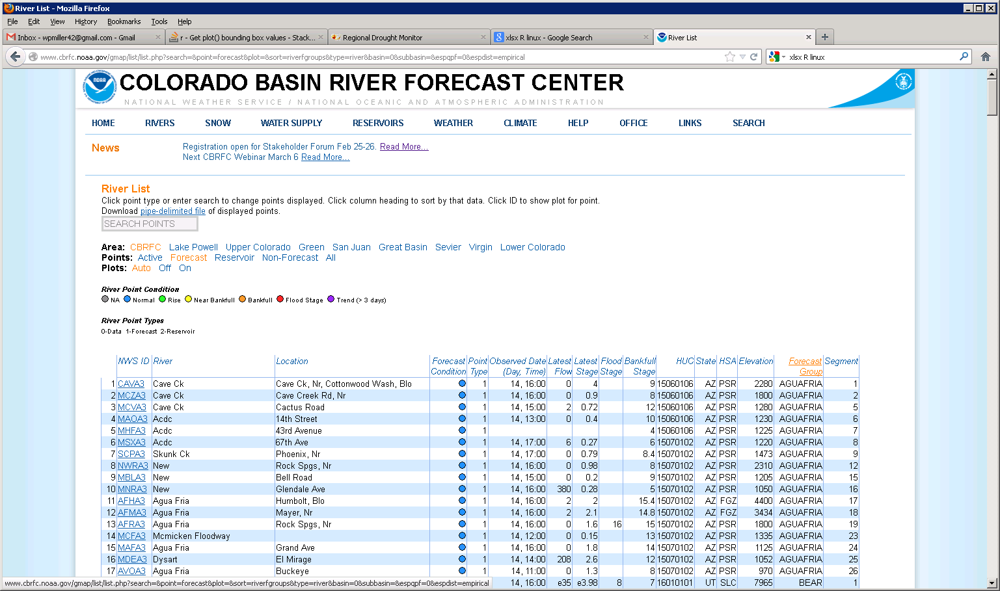 River List - Mozilla Firefox
File Edit View History Bookmarks Tools Help
Inbox - wpmiller42@gmail.com - Gmail r - Get plot() bounding box values - Stack... Regional Drought Monitor xlsx R linux - Google Search River List
www.cbrfc.noaa.gov/gmap/list/list.php?search=&point=forecast&plot=&sort=riverfgroups&type=river&basin=0&subbasin=&espqpf=0&espdist=empirical xlsx R linux
NOAA COLORADO BASIN RIVER FORECAST CENTER
NATIONAL WEATHER SERVICE / NATIONAL OCEANIC AND ATMOSPHERIC ADMINISTRATION
HOME RIVERS SNOW WATER SUPPLY RESERVOIRS WEATHER CLIMATE HELP OFFICE LINKS SEARCH
News Registration open for Stakeholder Forum Feb 25-26. Read More...
Next CBRFC Webinar March 6 Read More...
River List
Click point type or enter search to change points displayed. Click column heading to sort by that data. Click ID to show plot for point.
Download pipe-delimited file of displayed points.
SEARCH POINTS
Area: CBRFC Lake Powell Upper Colorado Green San Juan Great Basin Sevier Virgin Lower Colorado
Points: Active Forecast Reservoir Non-Forecast All
Plots: Auto Off On
River Point Condition
NA Normal Rise Near Bankfull Bankfull Flood Stage Trend (> 3 days)
River Point Types
0-Data 1-Forecast 2-Reservoir
NWS ID River Location Forecast Point Observed Date Latest Latest Flood Bankfull HUC State HSA Elevation Forecast Segment
Condition Type (Day, Time) Flow Stage Stage Stage Group
1 CAVA3 Cave Ck Cave Ck, Nr, Cottonwood Wash, Blo 1 14, 16:00 0 4 9 15060106 AZ PSR 2280 AGUAFRIA 1
2 MCZA3 Cave Ck Cave Creek Rd, Nr 1 14, 16:00 0 0.9 8 15060106 AZ PSR 1800 AGUAFRIA 2
3 MCVA3 Cave Ck Cactus Road 1 14, 15:00 2 0.72 12 15060106 AZ PSR 1280 AGUAFRIA 5
4 MAOA3 Acdc 14th Street 1 14, 13:00 0 0.4 10 15060106 AZ PSR 1230 AGUAFRIA 6
5 MHFA3 Acdc 43rd Avenue 1 4 15060106 AZ PSR 1225 AGUAFRIA 7
6 MSXA3 Acdc 67th Ave 1 14, 17:00 6 0.27 6 15070102 AZ PSR 1220 AGUAFRIA 8
7 SCPA3 Skunk Ck Phoenix, Nr 1 14, 17:00 0 0.79 8.4 15070102 AZ PSR 1473 AGUAFRIA 9
8 NWRA3 New Rock Spgs, Nr 1 14, 16:00 0 0.98 8 15070102 AZ PSR 2310 AGUAFRIA 12
9 MBLA3 New Bell Road 1 14, 15:00 0 0.2 9 15070102 AZ PSR 1205 AGUAFRIA 15
10 MNRA3 New Glendale Ave 1 14, 16:00 380 0.28 5 15070102 AZ PSR 1050 AGUAFRIA 16
11 AFHA3 Agua Fria Humbolt, Blo 1 14, 16:00 2 2 15.4 15070102 AZ FGZ 4400 AGUAFRIA 17
12 AFMA3 Agua Fria Mayer, Nr 1 14, 16:00 2 2.1 14.8 15070102 AZ FGZ 3434 AGUAFRIA 18
13 AFRA3 Agua Fria Rock Spgs, Nr 1 14, 16:00 0 1.6 16 15 15070102 AZ PSR 1800 AGUAFRIA 19
14 MCFA3 Mcmicken Floodway 1 14, 12:00 0 0.15 13 15070102 AZ PSR 1335 AGUAFRIA 23
15 MAFA3 Agua Fria Grand Ave 1 14, 16:00 0 1.8 14 15070102 AZ PSR 1125 AGUAFRIA 24
16 MDEA3 Dysart El Mirage 1 14, 14:00 208 2.6 12 15070102 AZ PSR 1052 AGUAFRIA 25
17 AVOA3 Agua Fria Buckeye 1 14, 11:00 0 1.3 8 15070102 AZ PSR 970 AGUAFRIA 26
www.cbrfc.noaa.gov/gmap/list/list.php?search=&point=forecast&plot=&sort=riverfgroups&type=river&basin=0&subbasin=&espqpf=0&espdist=empirical 14, 16:00 e35 e3.98 8 7 16010101 UT SLC 7965 BEAR 1